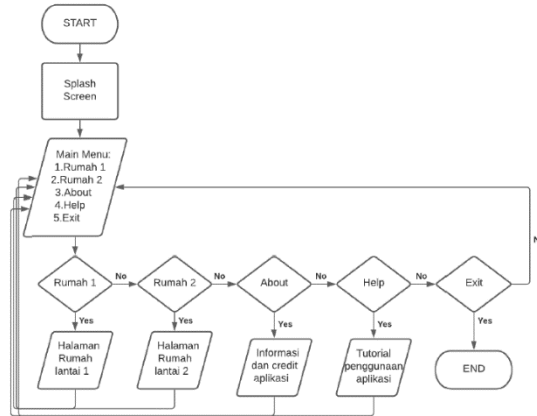 START
Splash
Screen
Main Menu:
1.Rumah 1
2.Rumah 2
3.About
4.Help
5.Exit
Rumah 1
No
Rumah 2
No
About
No
Help
No
Exit
Yes
Yes
Yes
Yes
Yes
Halaman
Rumah
lantai 1
Halaman
Rumah
lantai 2
Informasi
dan credit
aplikasi
Tutorial
penggunaan
aplikasi
END